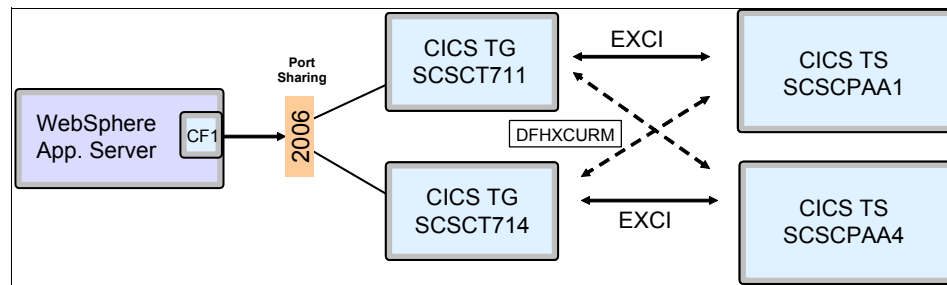 WebSphere
App. Server
CF1
Port
Sharing
2006
CICS TG
SCSCT711
CICS TG
SCSCT714
EXCI
DFHXCURM
EXCI
CICS TS
SCSCPAA1
CICS TS
SCSCPAA4